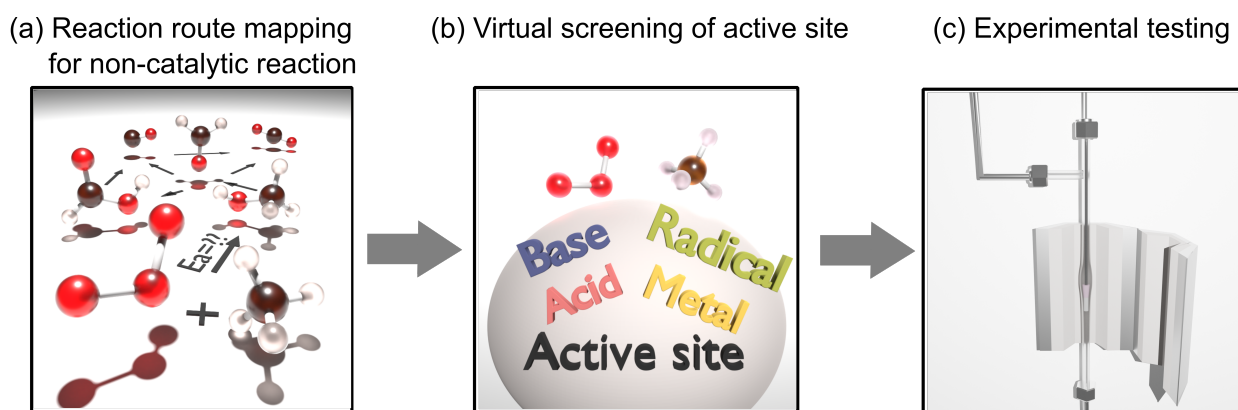 (a) Reaction route mapping
for non-catalytic reaction
(b) Virtual screening of active site
(c) Experimental testing
Ea=??
+
Base
Radical
Acid
Metal
Active site